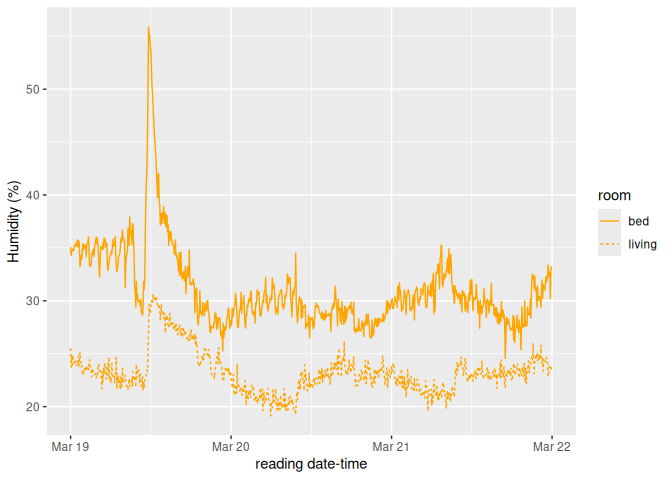 50
40
30
20
Humidity (%)
Mar 19
Mar 20
Mar 21
Mar 22
reading date-time
room
bed
living